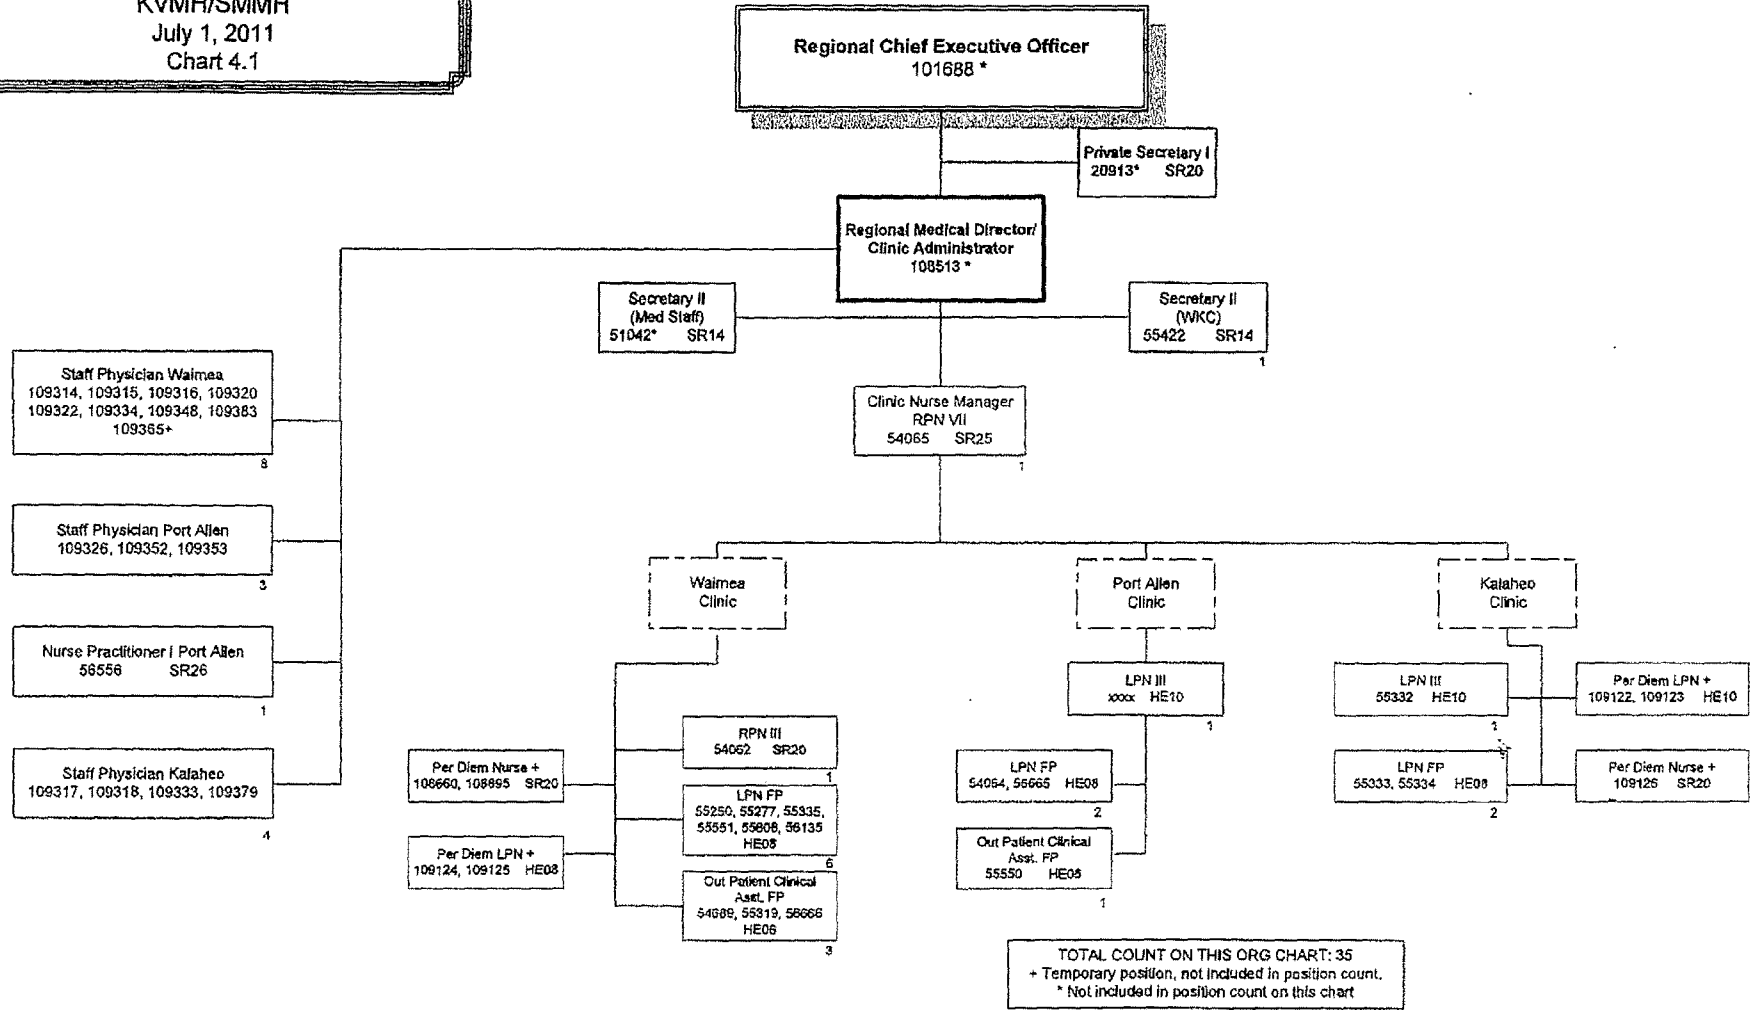 KVMH/SMMH
July 1, 2011
Chart 4.1
Regional Chief Executive Officer
101688 *
Private Secretary I
20913* SR20
Regional Medical Director/
Clinic Administrator
108513 *
Secretary II
(Med Staff)
51042* SR14
Secretary II
(WKC)
55422 SR14
1
Clinic Nurse Manager
RPN VII
54065 SR25
1
Staff Physician Waimea
109314, 109315, 109316, 109320
109322, 109334, 109348, 109383
109365+
8
Staff Physician Port Allen
109326, 109352, 109353
3
Nurse Practitioner I Port Allen
56556 SR26
1
Staff Physician Kalaheo
109317, 109318, 109333, 109379
4
Waimea
Clinic
Per Diem Nurse +
108660, 108895 SR20
Per Diem LPN +
109124, 109125 HE08
RPN III
54062 SR20
1
LPN FP
55250, 55277, 55335,
55551, 55608, 56135
HE08
6
Out Patient Clinical
Asst. FP
54089, 55319, 56666
HE06
3
Port Allen
Clinic
LPN III
xxxx HE10
1
LPN FP
54064, 56665 HE08
2
Out Patient Clinical
Asst. FP
55550 HE06
1
Kalaheo
Clinic
LPN III
55332 HE10
1
Per Diem LPN +
109122, 109123 HE10
LPN FP
55333, 55334 HE08
2
Per Diem Nurse +
109126 SR20
TOTAL COUNT ON THIS ORG CHART: 35
+ Temporary position, not included in position count.
* Not included in position count on this chart